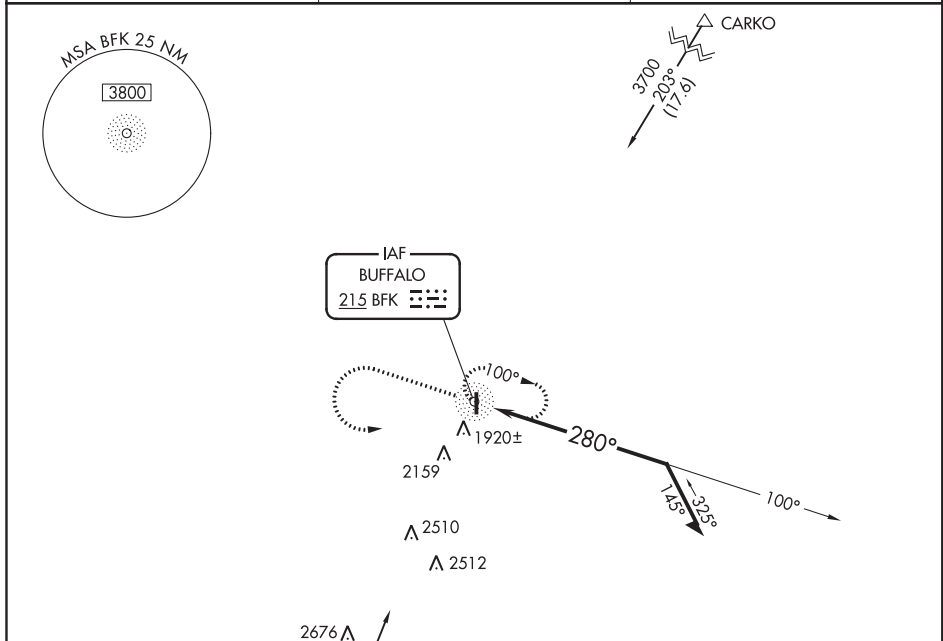 MSA BFK 25 NM
3800
CARKO
3700
203°
(17.6)
IAF
BUFFALO
215 BFK
100°
1920±
2159
280°
100°
145°
325°
2510
2512
2676